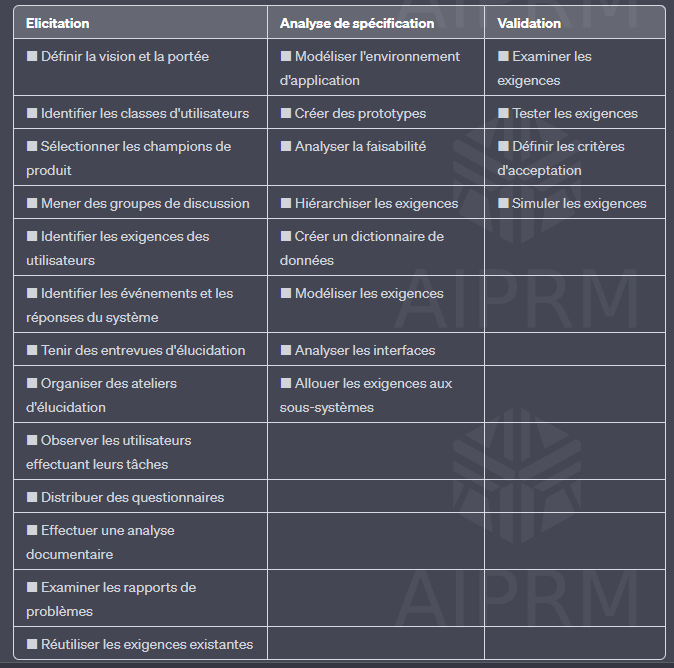 Elicitation Analyse de spécification Validation
■ Définir la vision et la portée ■ Modéliser l'environnement d'application ■ Examiner les exigences
■ Identifier les classes d'utilisateurs ■ Créer des prototypes ■ Tester les exigences
■ Sélectionner les champions de produit ■ Analyser la faisabilité ■ Définir les critères d'acceptation
■ Mener des groupes de discussion ■ Hiérarchiser les exigences ■ Simuler les exigences
■ Identifier les exigences des utilisateurs ■ Créer un dictionnaire de données
■ Identifier les événements et les réponses du système ■ Modéliser les exigences
■ Tenir des entrevues d'élucidation ■ Analyser les interfaces
■ Organiser des ateliers d'élucidation ■ Allouer les exigences aux sous-systèmes
■ Observer les utilisateurs effectuant leurs tâches
■ Distribuer des questionnaires
■ Effectuer une analyse documentaire
■ Examiner les rapports de problèmes
■ Réutiliser les exigences existantes
AIPRM
AIPRM
AIPRM